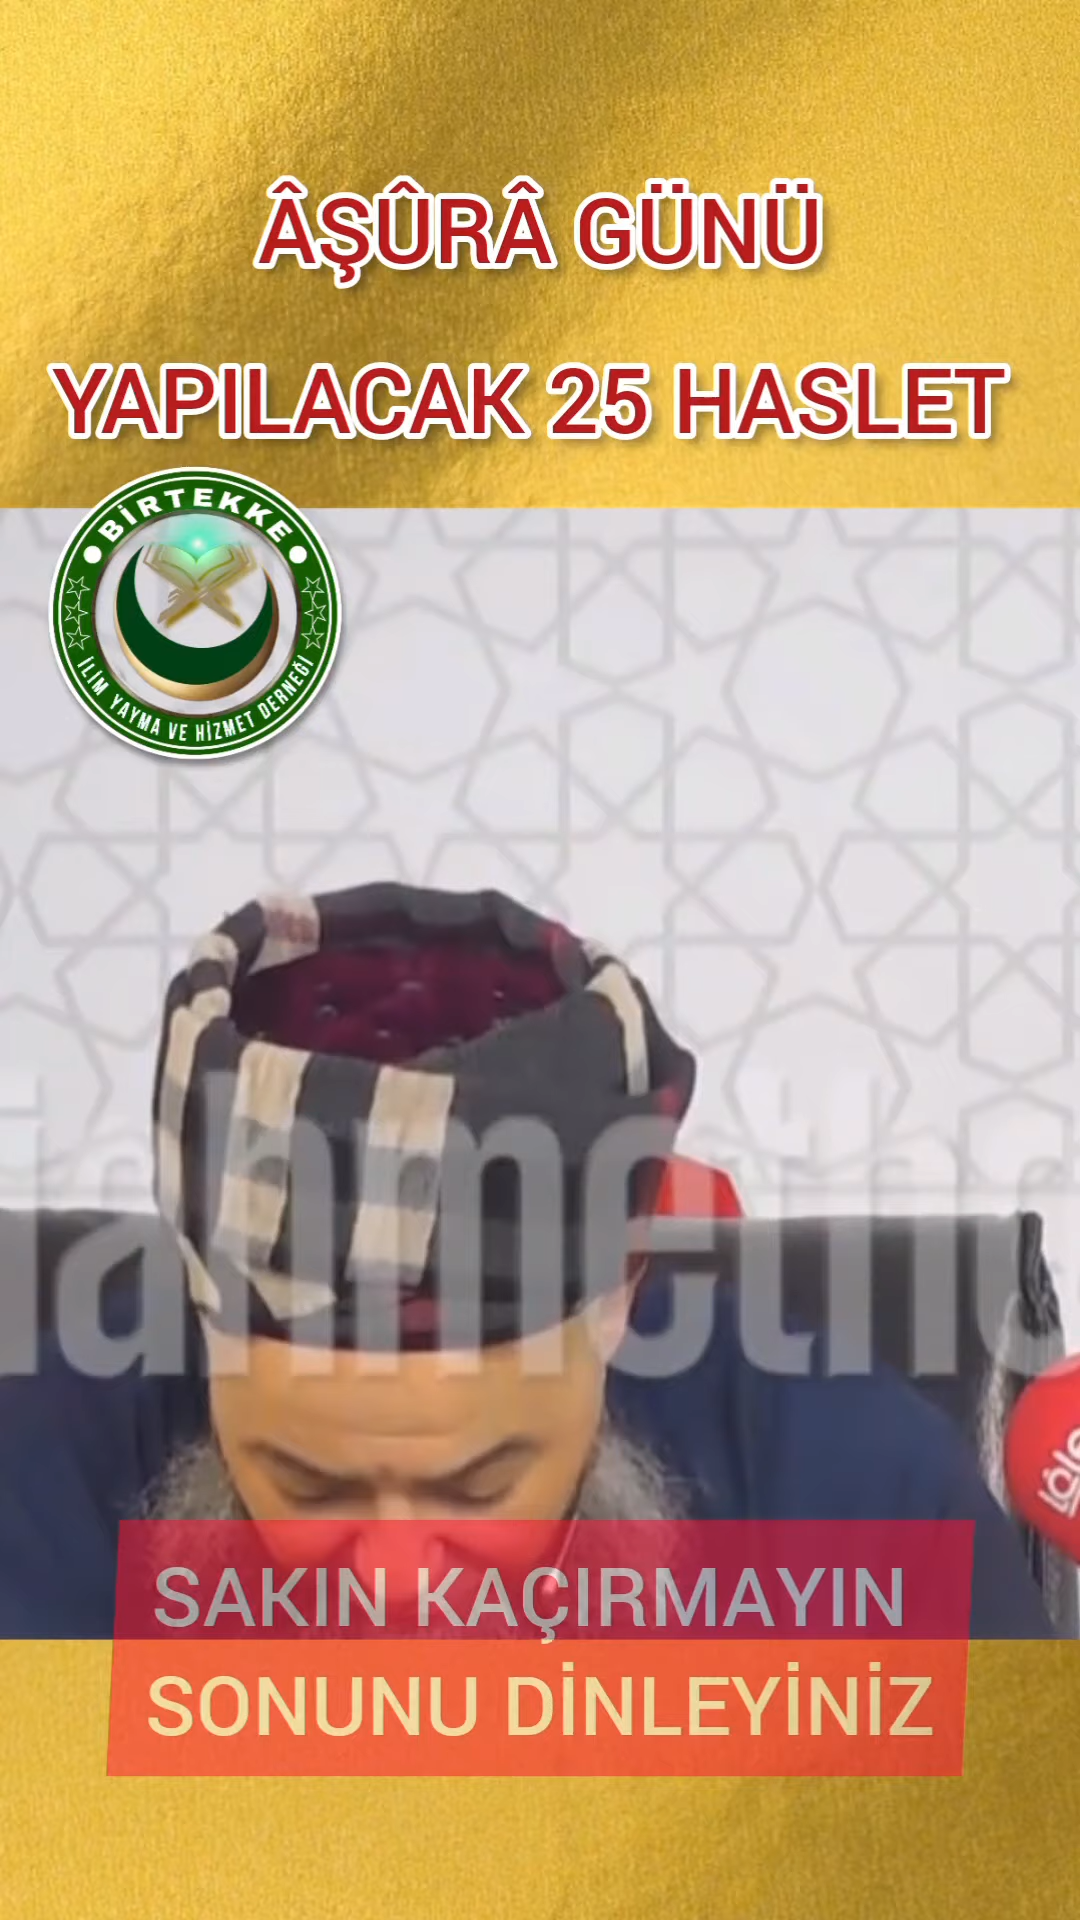 ÂŞÛRÂ GÜNÜ
YAPILACAK 25 HASLET
BİRTEKKE
İLİM YAYMA VE HİZMET DERNEĞİ
iahmetho
SAKIN KAÇIRMAYIN
SONUNU DİNLEYİNİZ